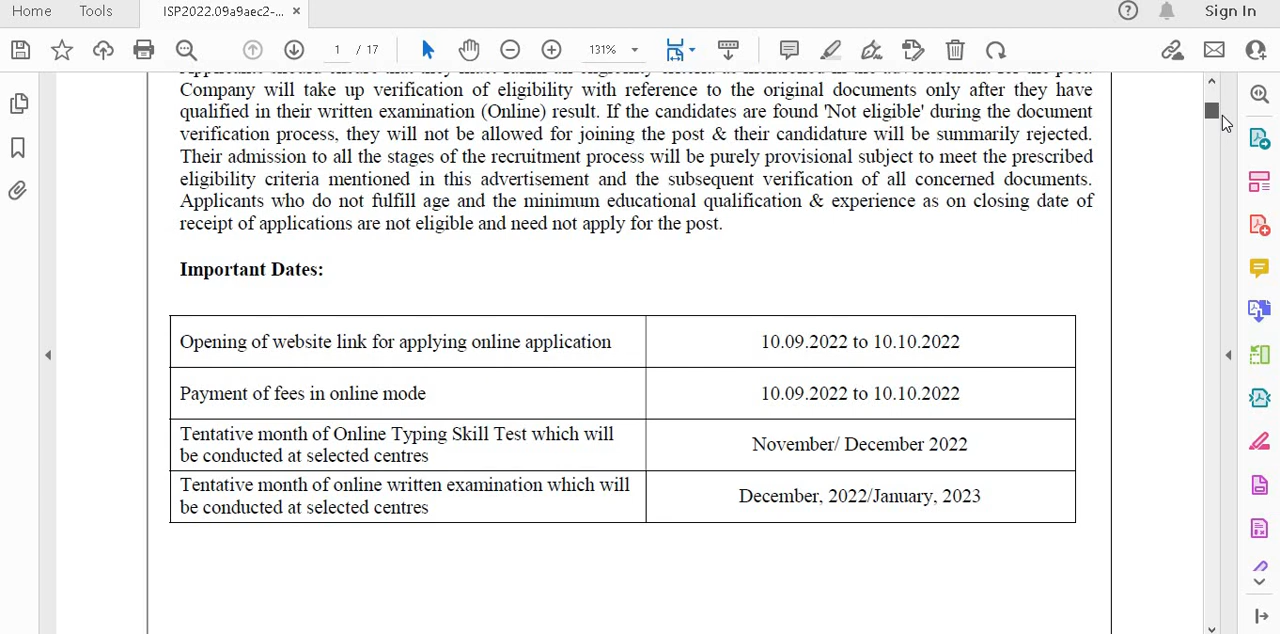 Home Tools ISP2022.09a9aec2-... × Sign In
1 / 17 131%
Company will take up verification of eligibility with reference to the original documents only after they have
qualified in their written examination (Online) result. If the candidates are found 'Not eligible' during the document
verification process, they will not be allowed for joining the post & their candidature will be summarily rejected.
Their admission to all the stages of the recruitment process will be purely provisional subject to meet the prescribed
eligibility criteria mentioned in this advertisement and the subsequent verification of all concerned documents.
Applicants who do not fulfill age and the minimum educational qualification & experience as on closing date of
receipt of applications are not eligible and need not apply for the post.
Important Dates:
Opening of website link for applying online application 10.09.2022 to 10.10.2022
Payment of fees in online mode 10.09.2022 to 10.10.2022
Tentative month of Online Typing Skill Test which will
be conducted at selected centres November/ December 2022
Tentative month of online written examination which will
be conducted at selected centres December, 2022/January, 2023